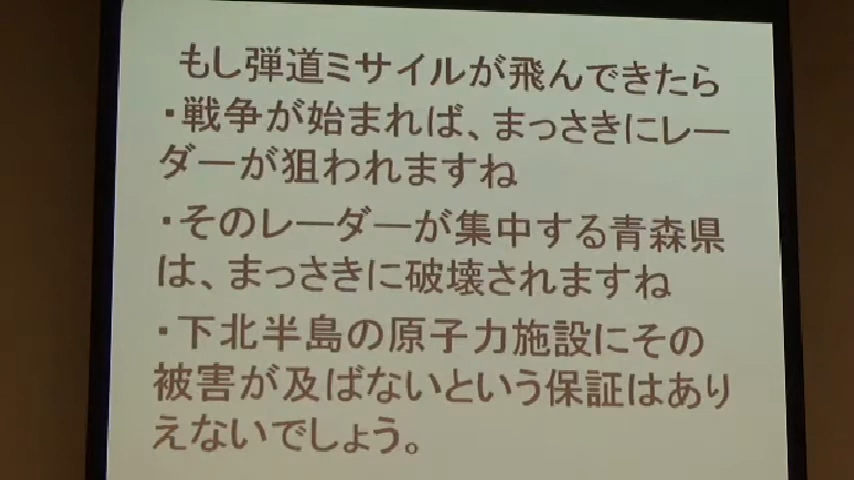 もし弾道ミサイルが飛んできたら
・戦争が始まれば、まっさきにレー
ダーが狙われますね
・そのレーダーが集中する青森県
は、まっさきに破壊されますね
・下北半島の原子力施設にその
被害が及ばないという保証はあり
えないでしょう。